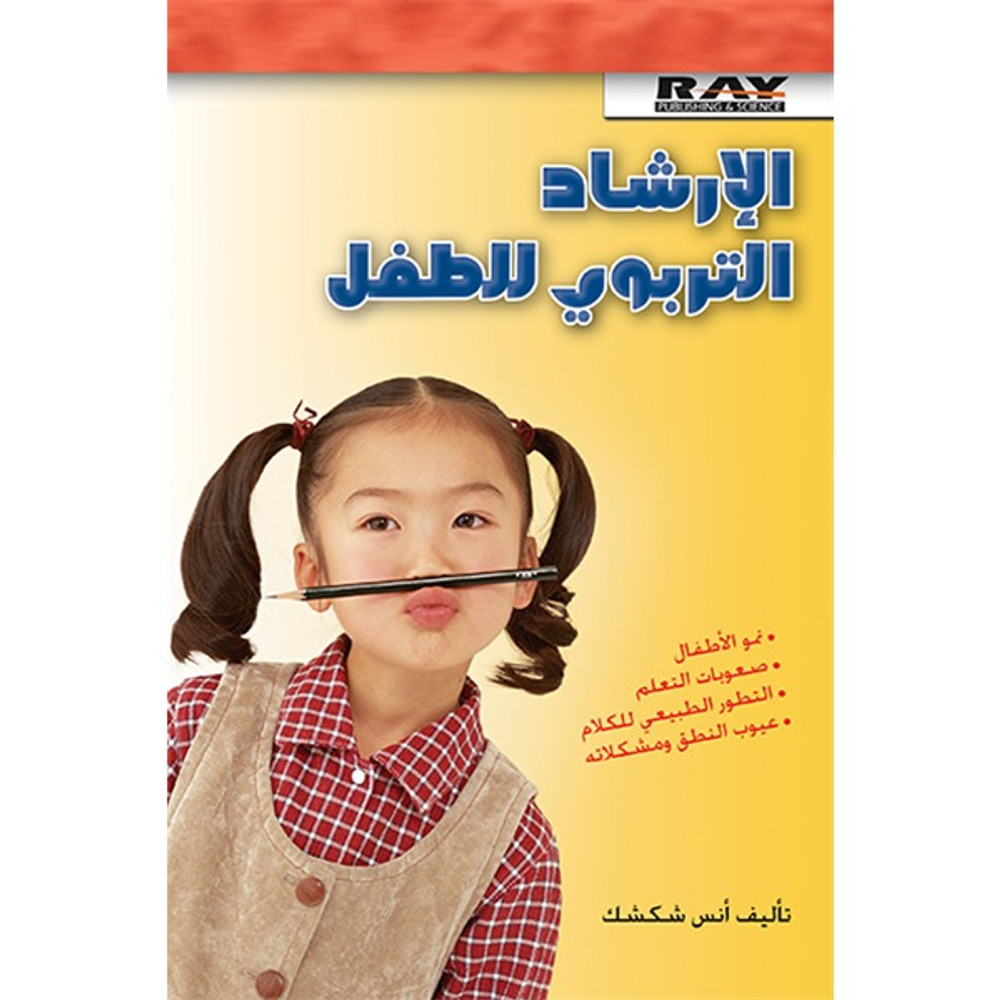 RAY
PUBLISHING & SCIENCE
الإرشاد
التربوي للطفل
• نمو الأطفال
• صعوبات التعلم
• التطور الطبيعي للكلام
• عيوب النطق ومشكلاته
تأليف أنس شكشك